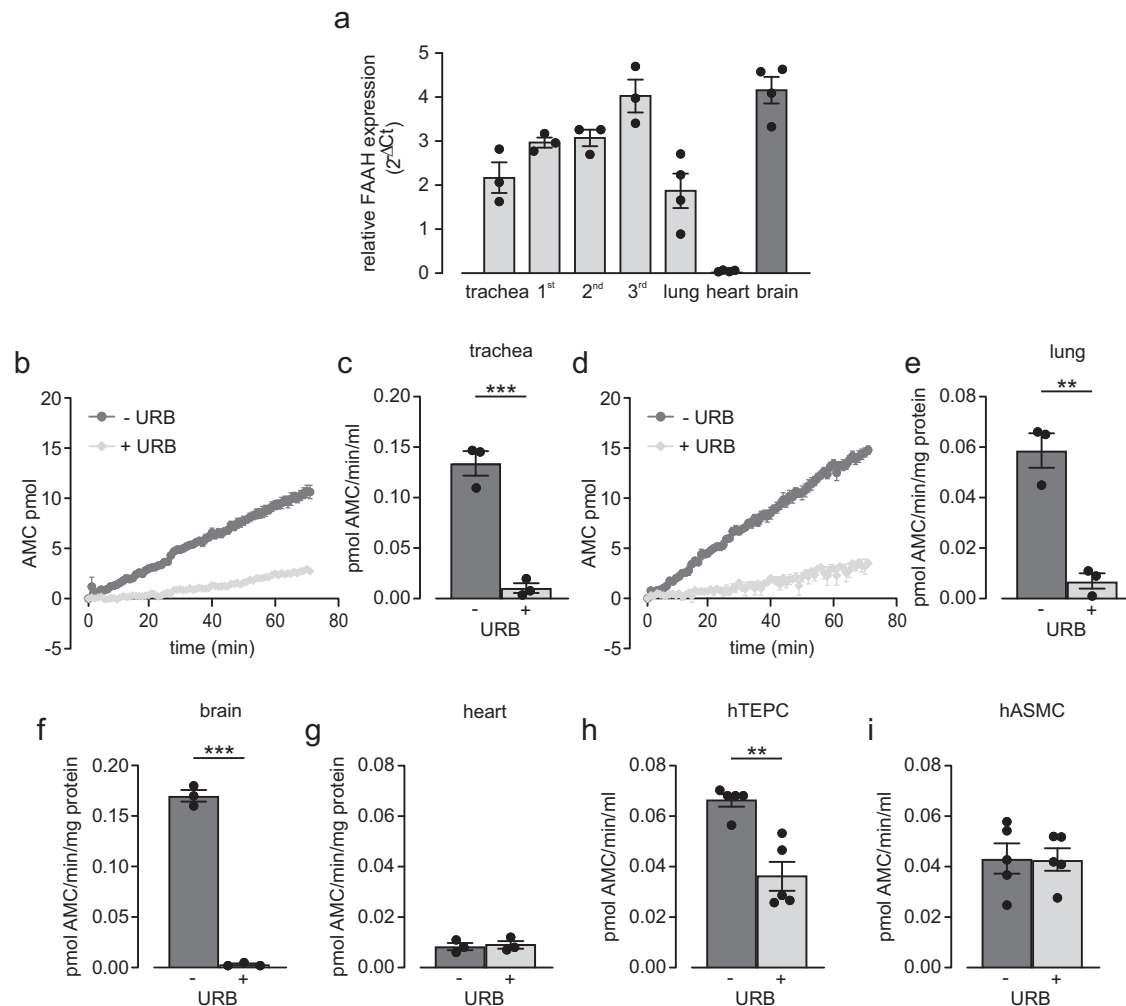 a
relative FAAH expression
(2-ΔCt)
5
4
3
2
1
0
trachea 1st 2nd 3rd lung heart brain
b
AMC pmol
20
15
10
5
0
-5
- URB
+ URB
0 20 40 60 80
time (min)
c
trachea
pmol AMC/min/ml
0.20
0.15
0.10
0.05
0.00
***
- +
URB
d
AMC pmol
20
15
10
5
0
-5
- URB
+ URB
0 20 40 60 80
time (min)
e
lung
pmol AMC/min/mg protein
0.08
0.06
0.04
0.02
0.00
**
- +
URB
f
brain
pmol AMC/min/mg protein
0.20
0.15
0.10
0.05
0.00
***
- +
URB
g
heart
pmol AMC/min/mg protein
0.08
0.06
0.04
0.02
0.00
- +
URB
h
hTEPC
pmol AMC/min/ml
0.08
0.06
0.04
0.02
0.00
**
- +
URB
i
hASMC
pmol AMC/min/ml
0.08
0.06
0.04
0.02
0.00
- +
URB